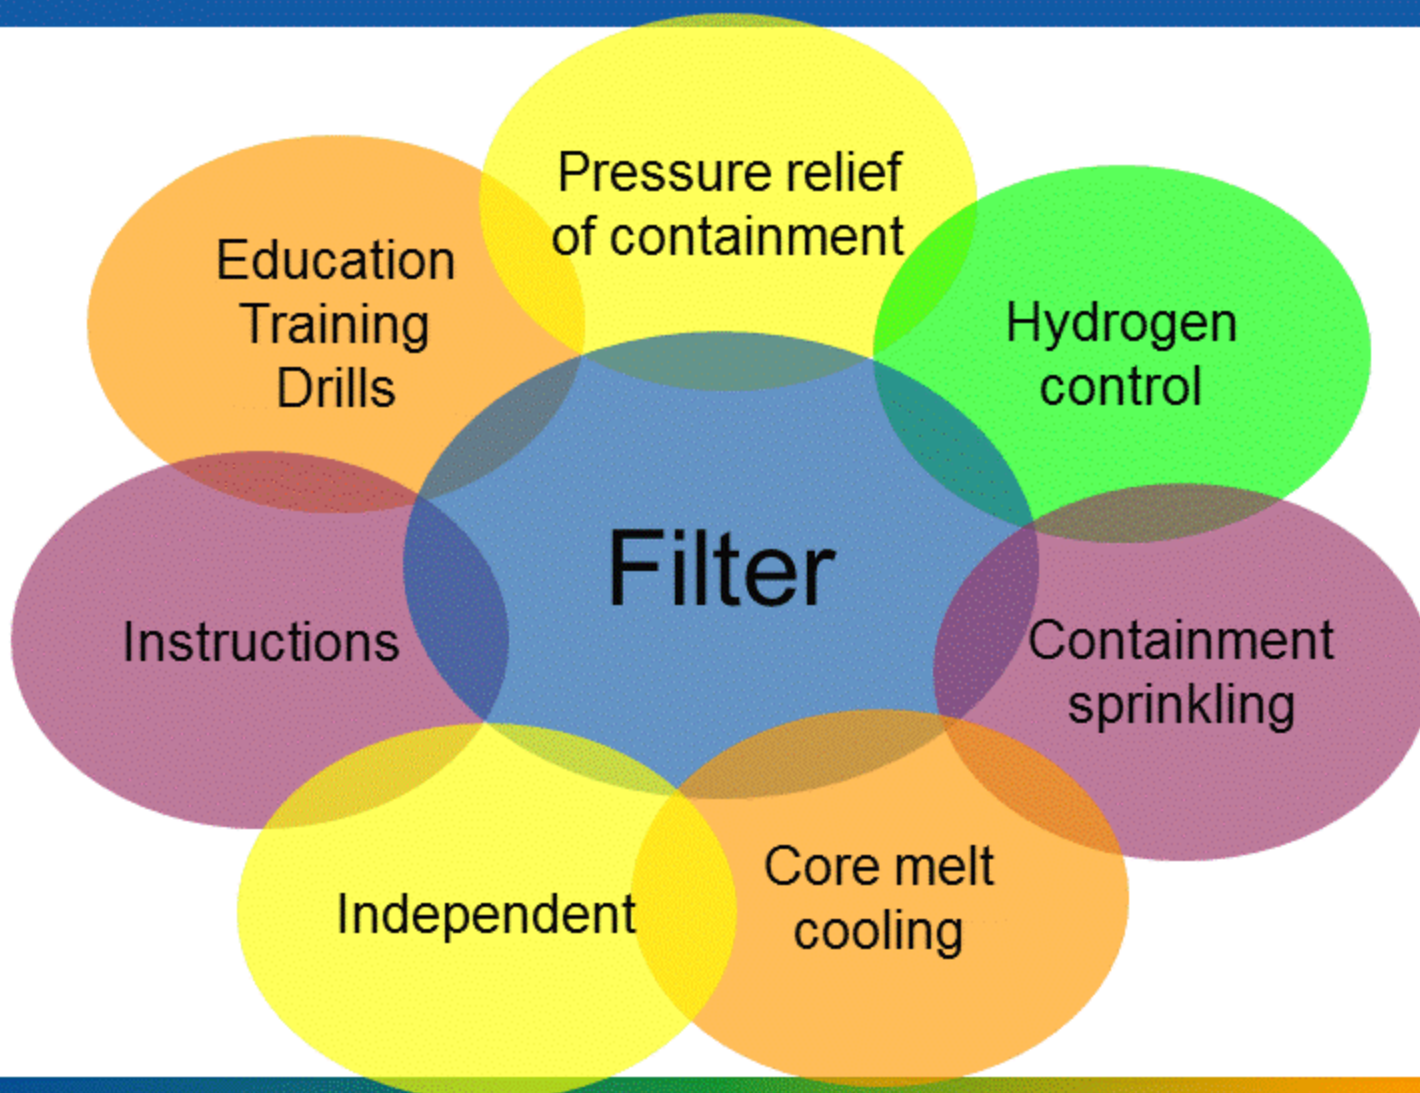 Pressure relief
of containment
Education
Training
Drills
Hydrogen
control
Filter
Instructions
Containment
sprinkling
Independent
Core melt
cooling